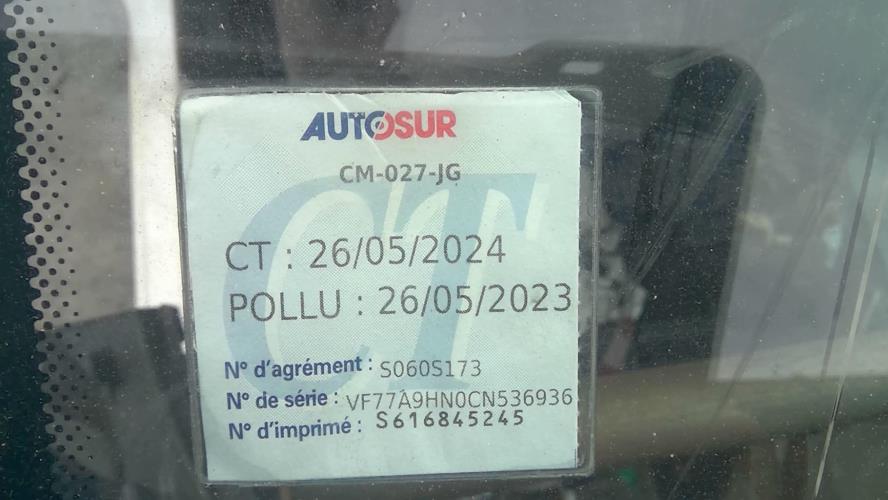 AUTOSUR
CM-027-JG
CT : 26/05/2024
POLLU : 26/05/2023
N° d'agrément : S060S173
N° de série : VF77A9HN0CN536936
N° d'imprimé : S616845245